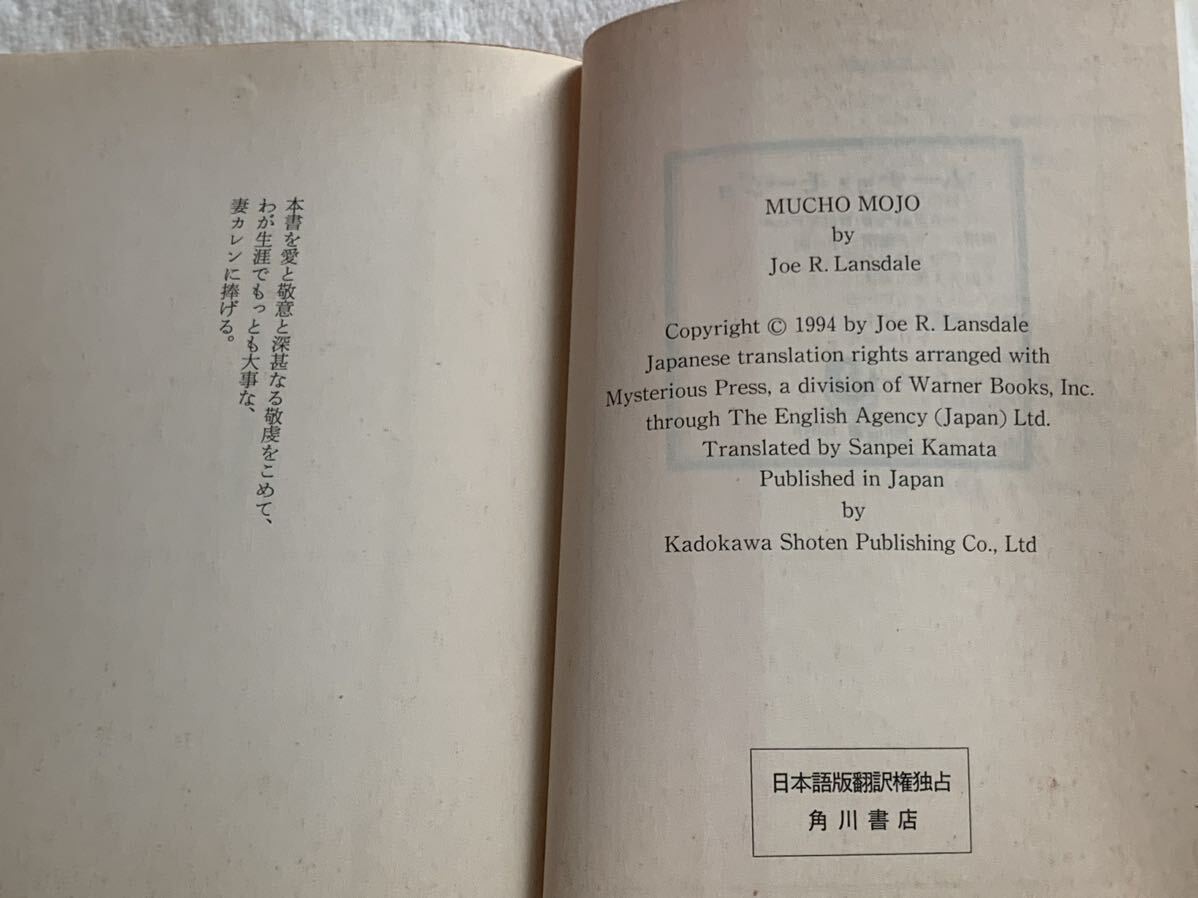 本書を愛と敬意と深甚なる敬虔をこめて、
わが生涯でもっとも大事な、
妻カレンに捧げる。
MUCHO MOJO
by
Joe R. Lansdale
Copyright © 1994 by Joe R. Lansdale
Japanese translation rights arranged with
Mysterious Press, a division of Warner Books, Inc.
through The English Agency (Japan) Ltd.
Translated by Sanpei Kamata
Published in Japan
by
Kadokawa Shoten Publishing Co., Ltd
日本語版翻訳権独占
角川書店